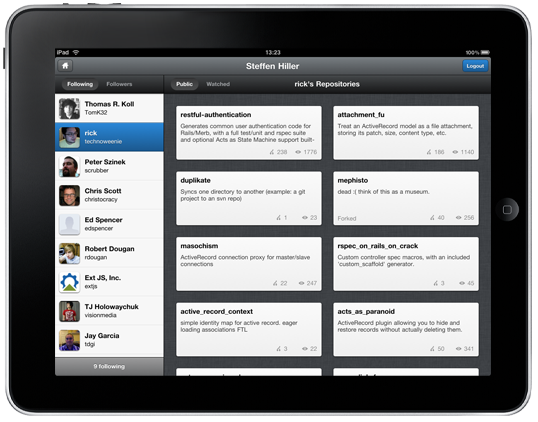 iPad
13:23
100%
Steffen Hiller
Logout
Following
Followers
Public
Watched
rick's Repositories
Thomas R. Koll
TomK32
rick
technoweenie
Peter Szinek
scrubber
Chris Scott
christocracy
Ed Spencer
edspencer
Robert Dougan
rdougan
Ext JS, Inc.
extjs
TJ Holowaychuk
visionmedia
Jay Garcia
tdgi
9 following
restful-authentication
Generates common user authentication code for
Rails/Merb, with a full test/unit and rspec suite
and optional Acts as State Machine support built-
238
1776
attachment_fu
Treat an ActiveRecord model as a file attachment,
storing its patch, size, content type, etc.
186
1140
duplikate
Syncs one directory to another (example: a git
project to an svn repo)
1
23
mephisto
dead :( think of this as a museum.
Forked
40
256
masochism
ActiveRecord connection proxy for master/slave
connections
22
247
rspec_on_rails_on_crack
Custom controller spec macros, with an included
'custom_scaffold' generator.
3
45
active_record_context
simple identity map for active record. eager
loading associations FTL
3
22
acts_as_paranoid
ActiveRecord plugin allowing you to hide and
restore records without actually deleting them.
50
341